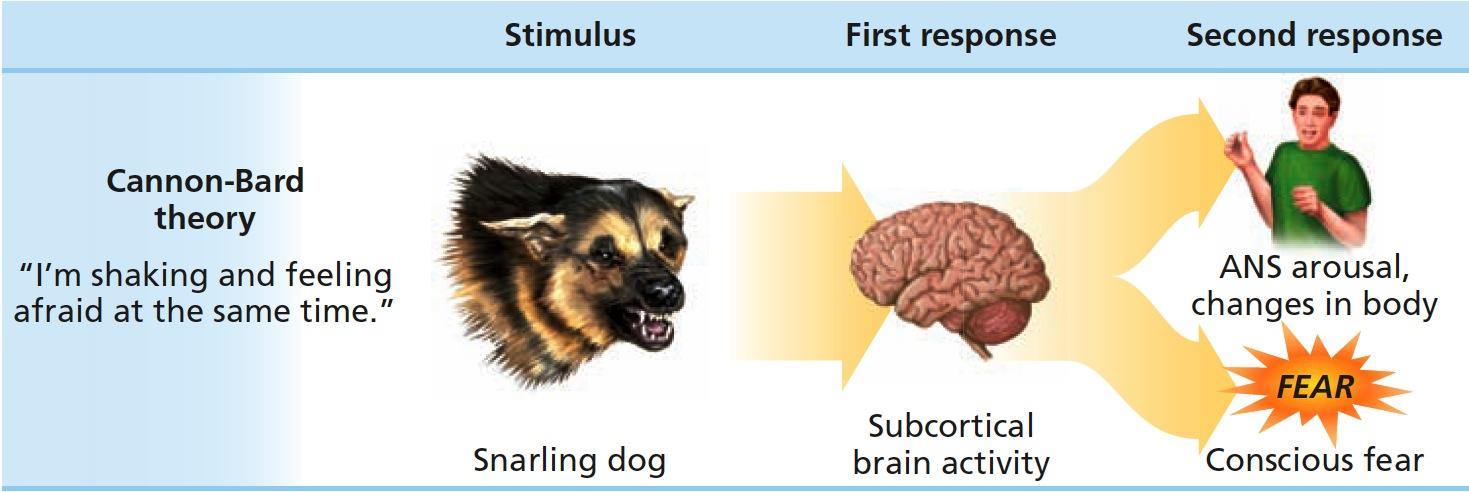 Stimulus
First response
Second response
Cannon-Bard
theory
“I’m shaking and feeling
afraid at the same time.”
Snarling dog
Subcortical
brain activity
ANS arousal,
changes in body
FEAR
Conscious fear